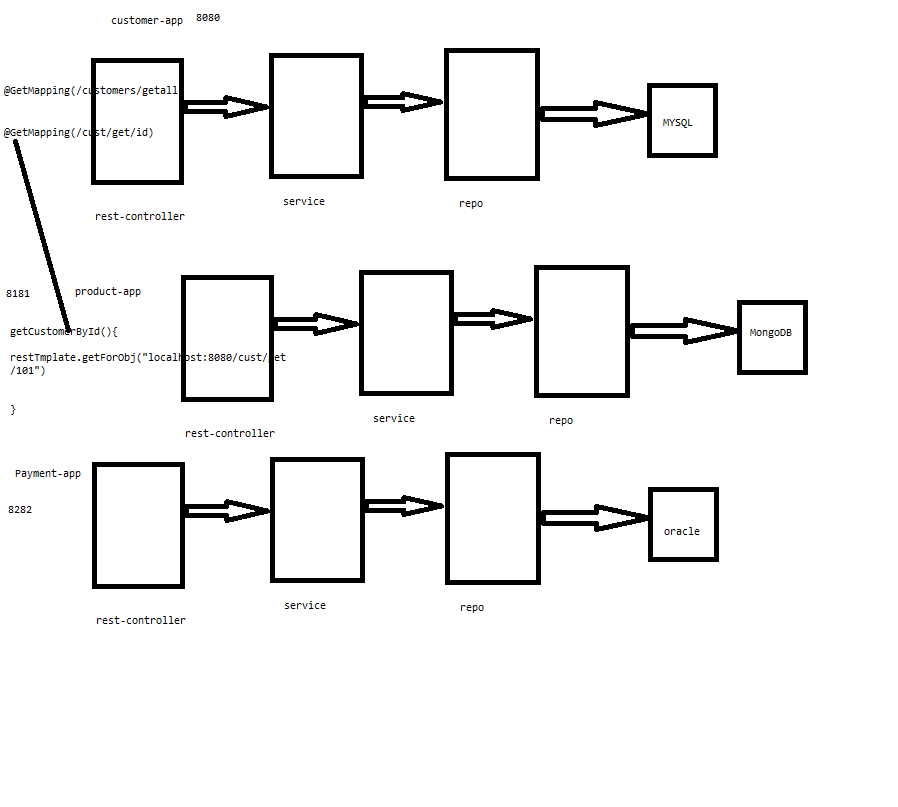 customer-app 8080
@GetMapping(/customers/getall
@GetMapping(/cust/get/id)
MYSQL
service
repo
rest-controller
8181 product-app
getCustomerById(){
restTmplate.getForObj("localhost:8080/cust/get
/101")
}
MongoDB
service
repo
rest-controller
Payment-app
8282
oracle
service
repo
rest-controller